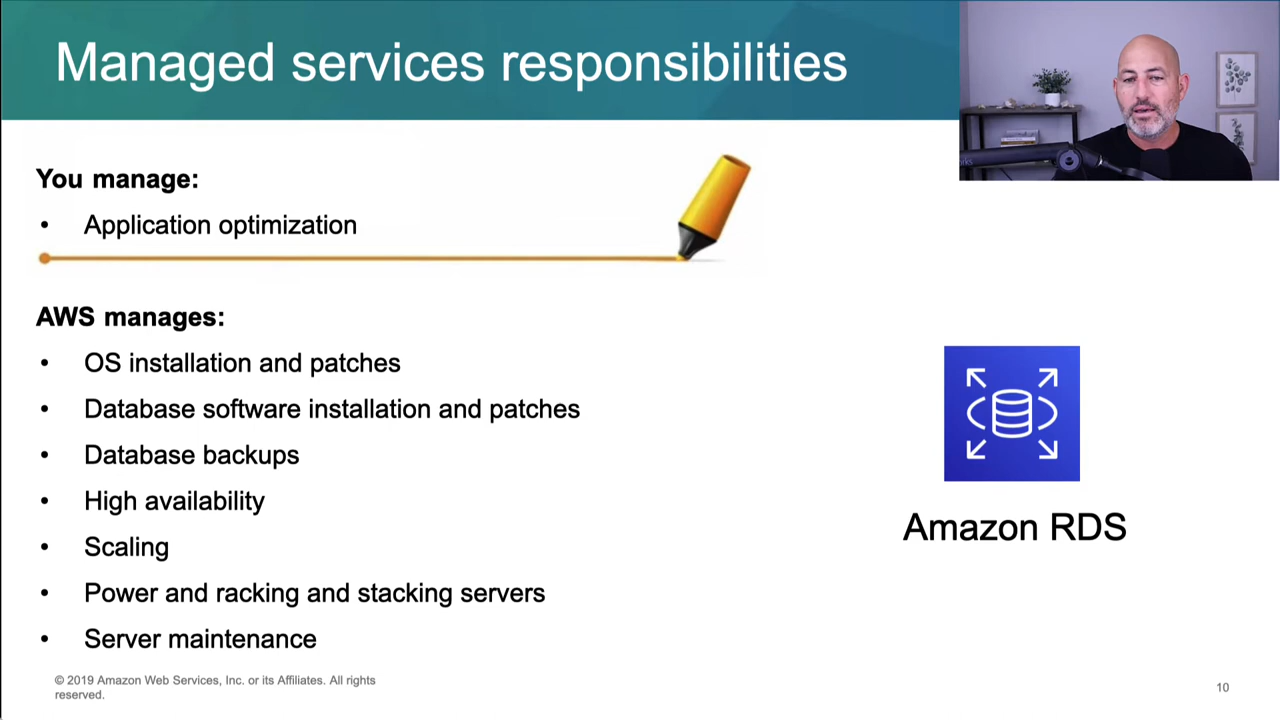 Managed services responsibilities
You manage:
• Application optimization
AWS manages:
• OS installation and patches
• Database software installation and patches
• Database backups
• High availability
• Scaling
• Power and racking and stacking servers
• Server maintenance
Amazon RDS
© 2019 Amazon Web Services, Inc. or its Affiliates. All rights
reserved.
10